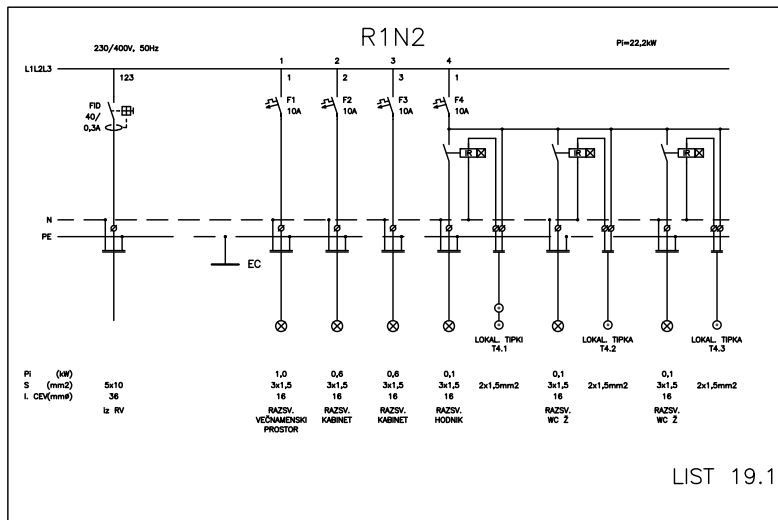 R1N2
230/400V, 50Hz
Pi=22,2kW
L1L2L3
1 2 3 4
123 1 2 3 1
FID
40/
0,3A
F1
10A
F2
10A
F3
10A
F4
10A
IR IR IR
N
PE
EC
LOKAL. TIPKI
T4.1
LOKAL. TIPKA
T4.2
LOKAL. TIPKA
T4.3
Pi (kW) 1,0 0,6 0,6 0,1 0,1 0,1
S (mm2) 5x10 3x1,5 3x1,5 3x1,5 3x1,5 2x1,5mm2 3x1,5 2x1,5mm2 3x1,5 2x1,5mm2
I. CEV(mmø) 36 16 16 16 16 16 16
Iz RV
RAZSV.
VEČNAMENSKI
PROSTOR
RAZSV.
KABINET
RAZSV.
KABINET
RAZSV.
HODNIK
RAZSV.
WC Ž
RAZSV.
WC Ž
LIST 19.1